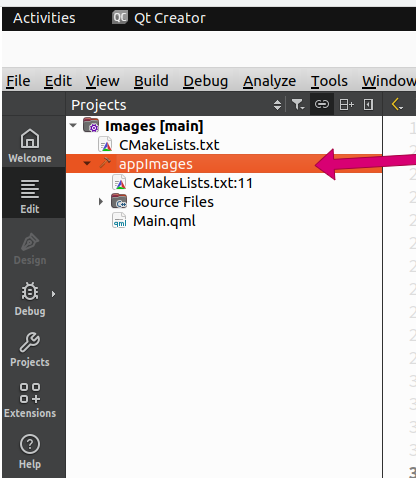 Activities Qt Creator
File Edit View Build Debug Analyze Tools Window
Projects
Images [main]
CMakeLists.txt
appImages
CMakeLists.txt:11
Source Files
Main.qml
Welcome
Edit
Design
Debug
Projects
Extensions
Help